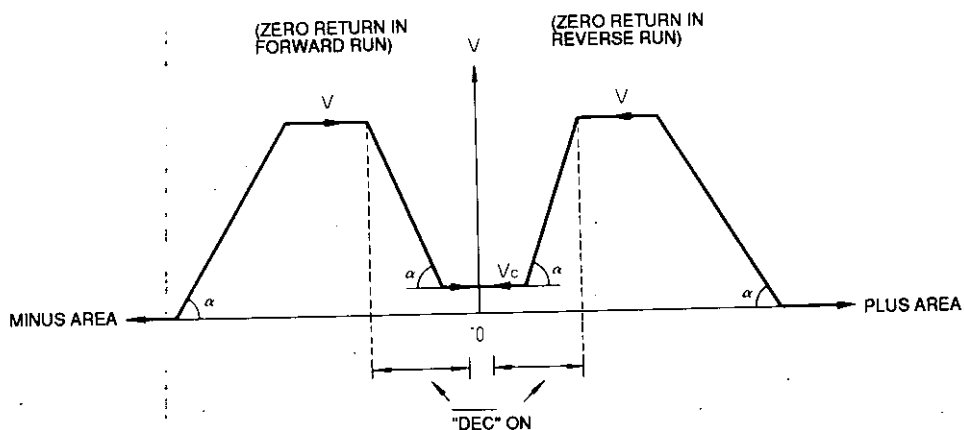 (ZERO RETURN IN
FORWARD RUN)
(ZERO RETURN IN
REVERSE RUN)
V
V
V
α
Vc
α
α
α
MINUS AREA
PLUS AREA
0
"DEC" ON